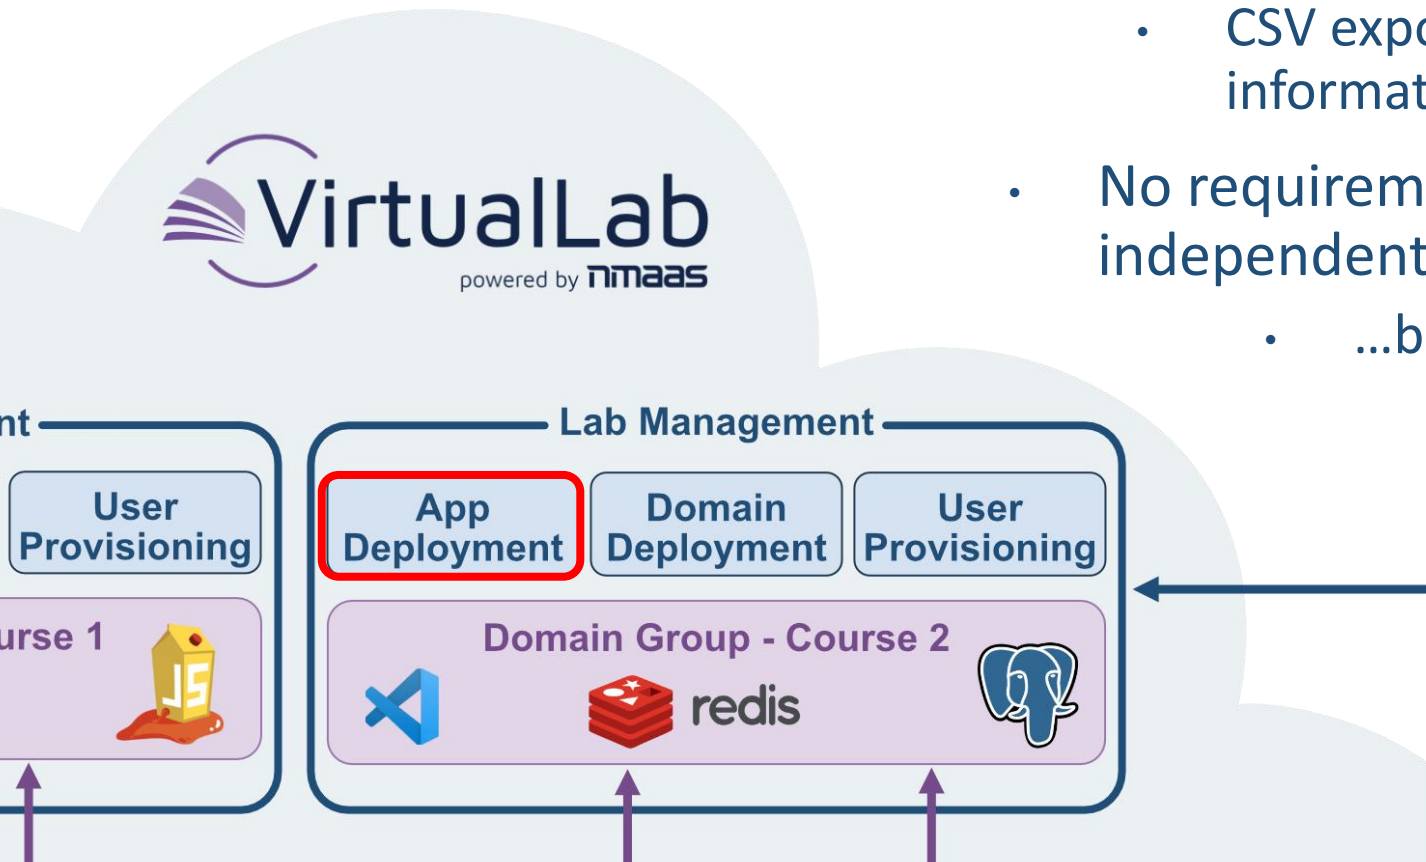 CSV expo
informat
No requirem
independent
...b
VirtualLab
powered by nmaas
nt
Lab Management
User
Provisioning
App
Deployment
Domain
Deployment
User
Provisioning
urse 1
JS
Domain Group - Course 2
redis